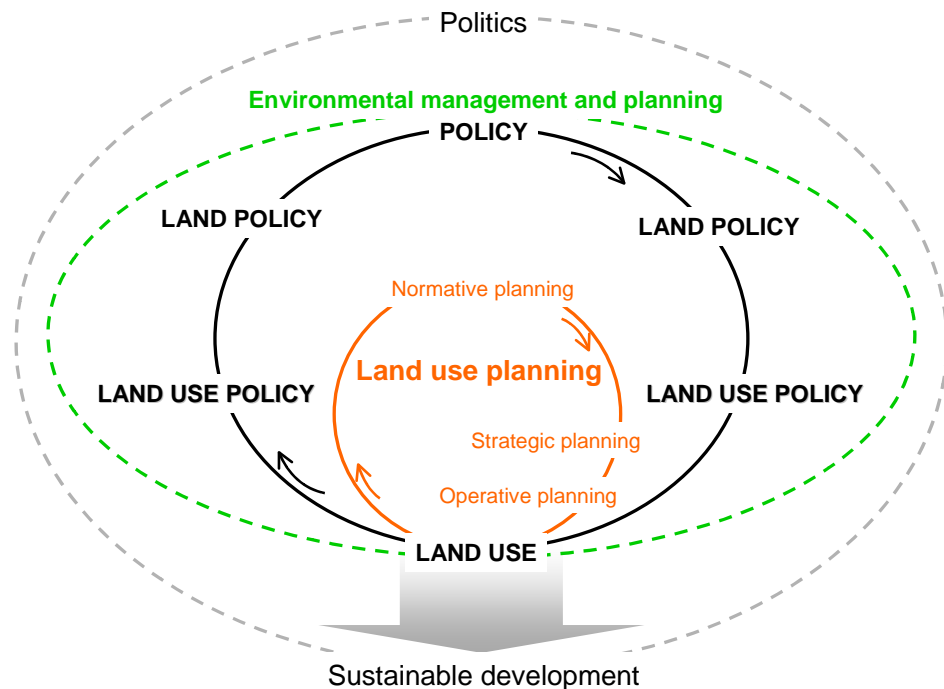 Politics
Environmental management and planning
POLICY
LAND POLICY
LAND POLICY
Normative planning
Land use planning
LAND USE POLICY
LAND USE POLICY
Strategic planning
Operative planning
LAND USE
Sustainable development